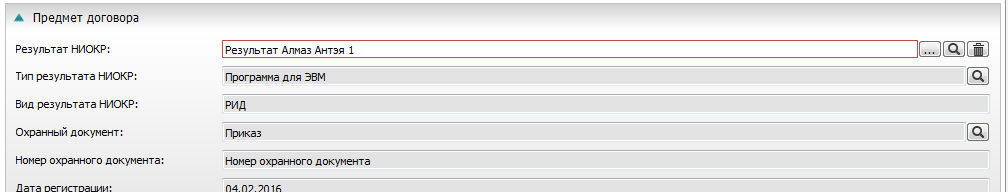 Предмет договора
Результат НИОКР: Результат Алмаз Антэя 1 ...
Тип результата НИОКР: Программа для ЭВМ
Вид результата НИОКР: РИД
Охранный документ: Приказ
Номер охранного документа: Номер охранного документа
Дата регистрации: 04.02.2016